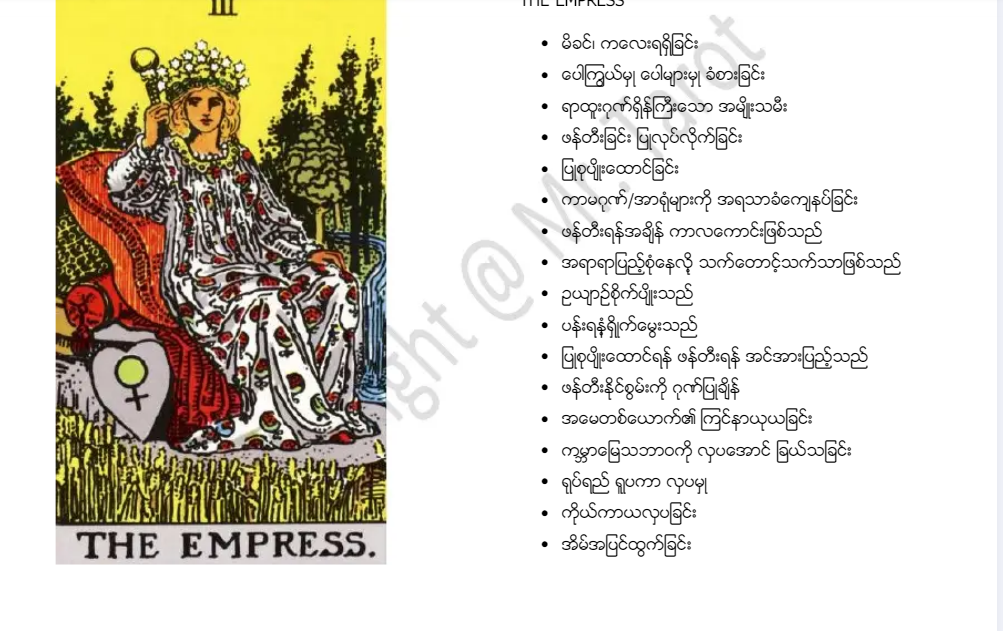 III
THE EMPRESS.
THE EMPRESS
• မိခင်၊ ကလေးရရှိခြင်း
• ပေါကြွယ်မှု ပေါများမှု ခံစားခြင်း
• ရာထူးဂုဏ်ရှိန်ကြီးသော အမျိုးသမီး
• ဖန်တီးခြင်း ပြုလုပ်လိုက်ခြင်း
• ပြုစုပျိုးထောင်ခြင်း
• ကာမဂုဏ်/အာရုံများကို အရသာခံကျေနပ်ခြင်း
• ဖန်တီးရန်အချိန် ကာလကောင်းဖြစ်သည်
• အရာရာပြည့်စုံနေလို့ သက်တောင့်သက်သာဖြစ်သည်
• ဥယျာဉ်စိုက်ပျိုးသည်
• ပန်းရနံ့ရှိုက်မွေးသည်
• ပြုစုပျိုးထောင်ရန် ဖန်တီးရန် အင်အားပြည့်သည်
• ဖန်တီးနိုင်စွမ်းကို ဂုဏ်ပြုချိန်
• အမေတစ်ယောက်၏ ကြင်နာယုယခြင်း
• ကမ္ဘာမြေသဘာဝကို လှပအောင် ခြယ်သခြင်း
• ရုပ်ရည် ရူပကာ လှပမှု
• ကိုယ်ကာယလှပခြင်း
• အိမ်အပြင်ထွက်ခြင်း
ght @ Mr. Tarot